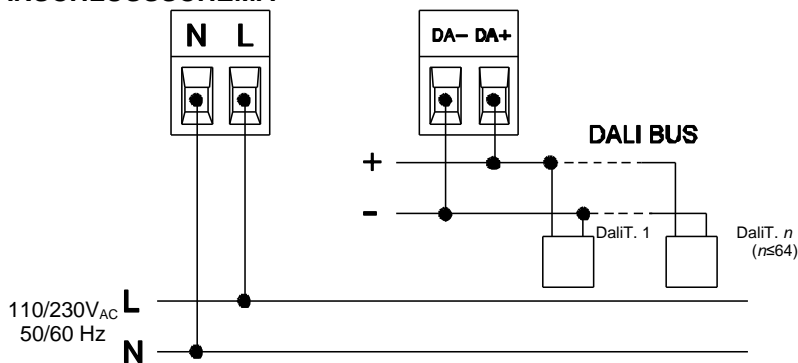 N L
DA– DA+
DALI BUS
+
-
DaliT. 1
DaliT. n
(n≤64)
110/230VAC
50/60 Hz
L
N